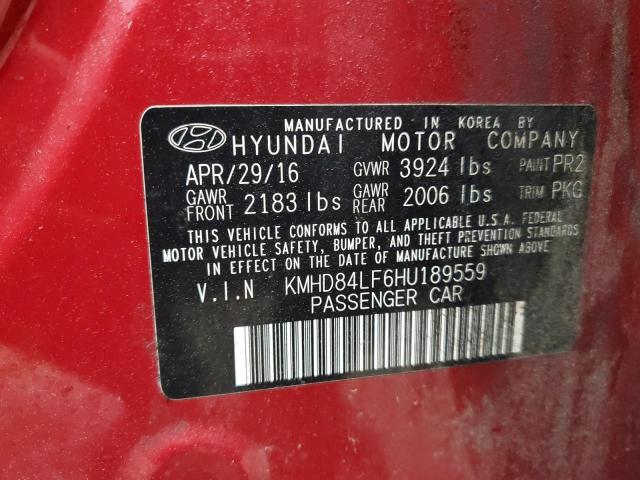 MANUFACTURED IN KOREA BY
HYUNDAI MOTOR COMPANY
APR/29/16 GVWR 3924 lbs PAINT PR2
GAWR FRONT 2183 lbs GAWR REAR 2006 lbs TRIM PKG
THIS VEHICLE CONFORMS TO ALL APPLICABLE U.S.A. FEDERAL
MOTOR VEHICLE SAFETY, BUMPER, AND THEFT PREVENTION STANDARDS
IN EFFECT ON THE DATE OF MANUFACTURE SHOWN ABOVE
V.I.N KMHD84LF6HU189559
PASSENGER CAR